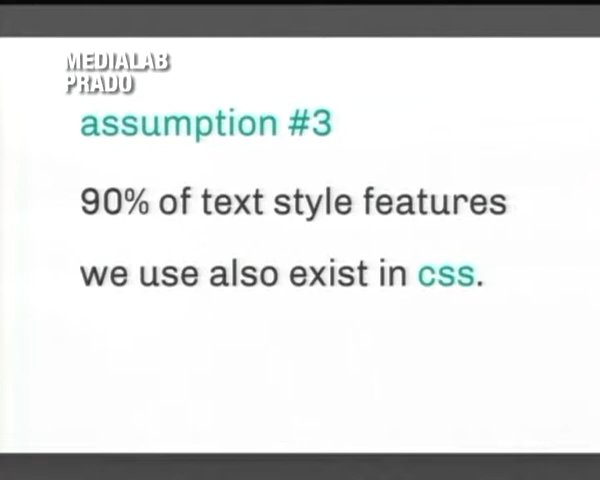 MEDIALAB
PRADO
assumption #3
90% of text style features
we use also exist in css.